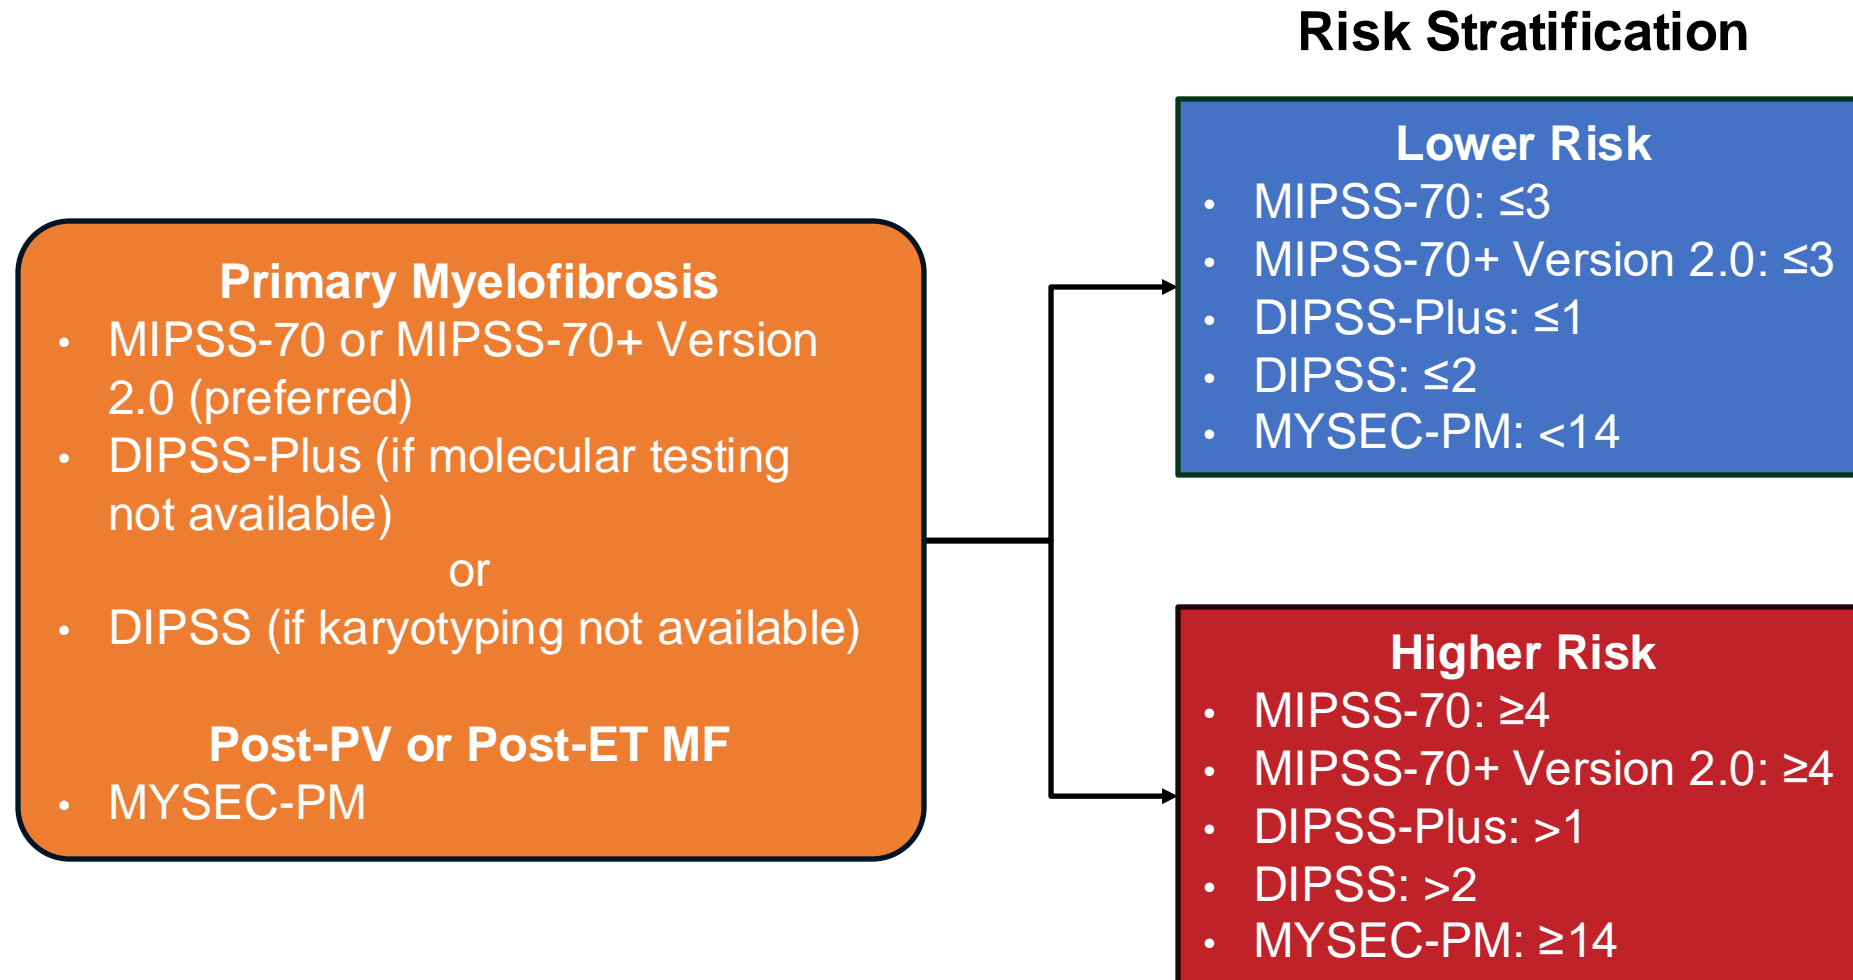 Risk Stratification
Primary Myelofibrosis
• MIPSS-70 or MIPSS-70+ Version
2.0 (preferred)
• DIPSS-Plus (if molecular testing
not available)
or
• DIPSS (if karyotyping not available)
Post-PV or Post-ET MF
• MYSEC-PM
Lower Risk
• MIPSS-70: ≤3
• MIPSS-70+ Version 2.0: ≤3
• DIPSS-Plus: ≤1
• DIPSS: ≤2
• MYSEC-PM: <14
Higher Risk
• MIPSS-70: ≥4
• MIPSS-70+ Version 2.0: ≥4
• DIPSS-Plus: >1
• DIPSS: >2
• MYSEC-PM: ≥14